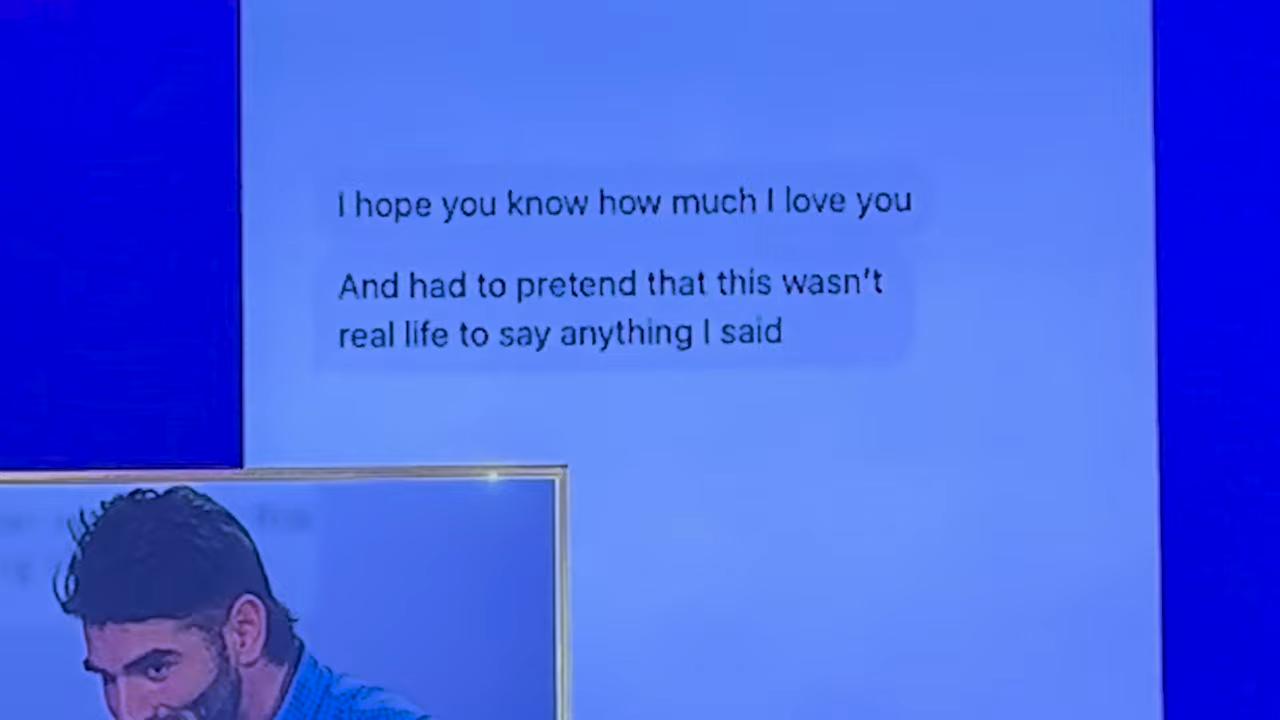 I hope you know how much I love you
And had to pretend that this wasn't
real life to say anything I said